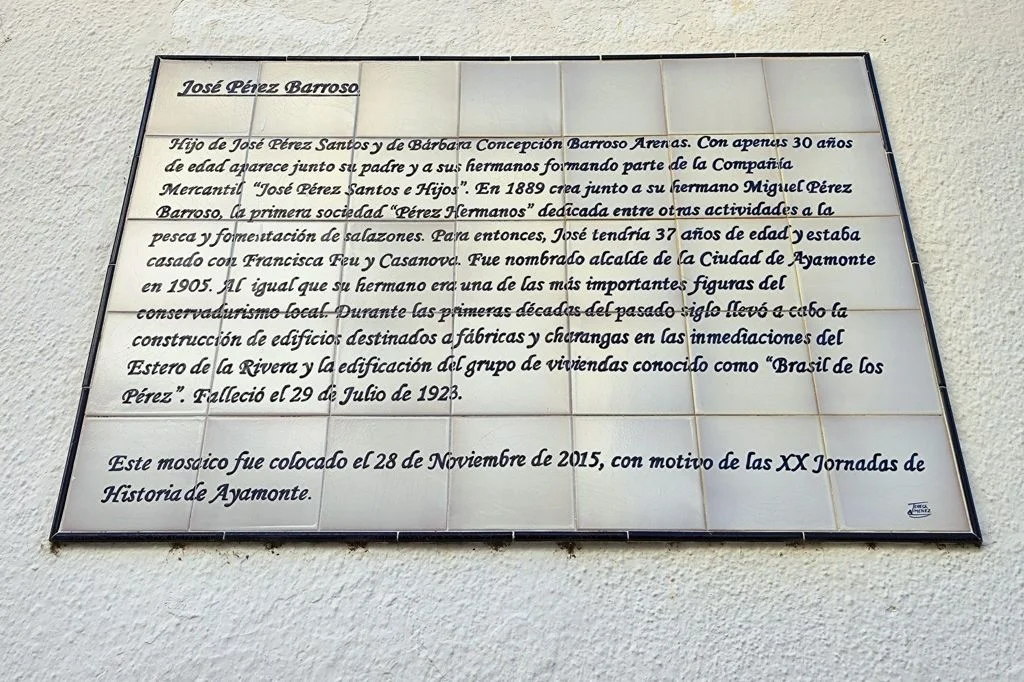 José Pérez Barroso
Hijo de José Pérez Santos y de Bárbara Concepción Barroso Arenas. Con apenas 30 años
de edad aparece junto su padre y a sus hermanos formando parte de la Compañía
Mercantil "José Pérez Santos e Hijos". En 1889 crea junto a su hermano Miguel Pérez
Barroso, la primera sociedad "Pérez Hermanos" dedicada entre otras actividades a la
pesca y fomentación de salazones. Para entonces, José tendría 37 años de edad y estaba
casado con Francisca Feu y Casanova. Fue nombrado alcalde de la Ciudad de Ayamonte
en 1905. Al igual que su hermano era una de las más importantes figuras del
conservadurismo local. Durante las primeras décadas del pasado siglo llevó a cabo la
construcción de edificios destinados a fábricas y charangas en las inmediaciones del
Estero de la Rivera y la edificación del grupo de viviendas conocido como "Brasil de los
Pérez". Falleció el 29 de Julio de 1923.
Este mosaico fue colocado el 28 de Noviembre de 2015, con motivo de las XX Jornadas de
Historia de Ayamonte.